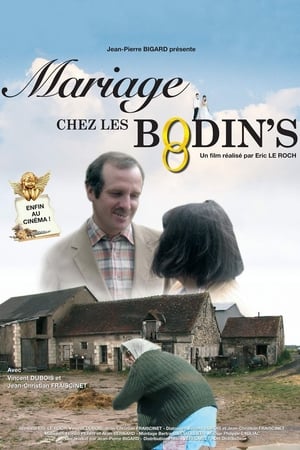 Jean-Pierre BIGARD présente
Mariage
CHEZ LES BODIN'S
Un film réalisé par Eric LE ROCH
ENFIN
AU
CINÉMA !
Avec
Vincent DUBOIS et
Jean-Christian FRAISCINET